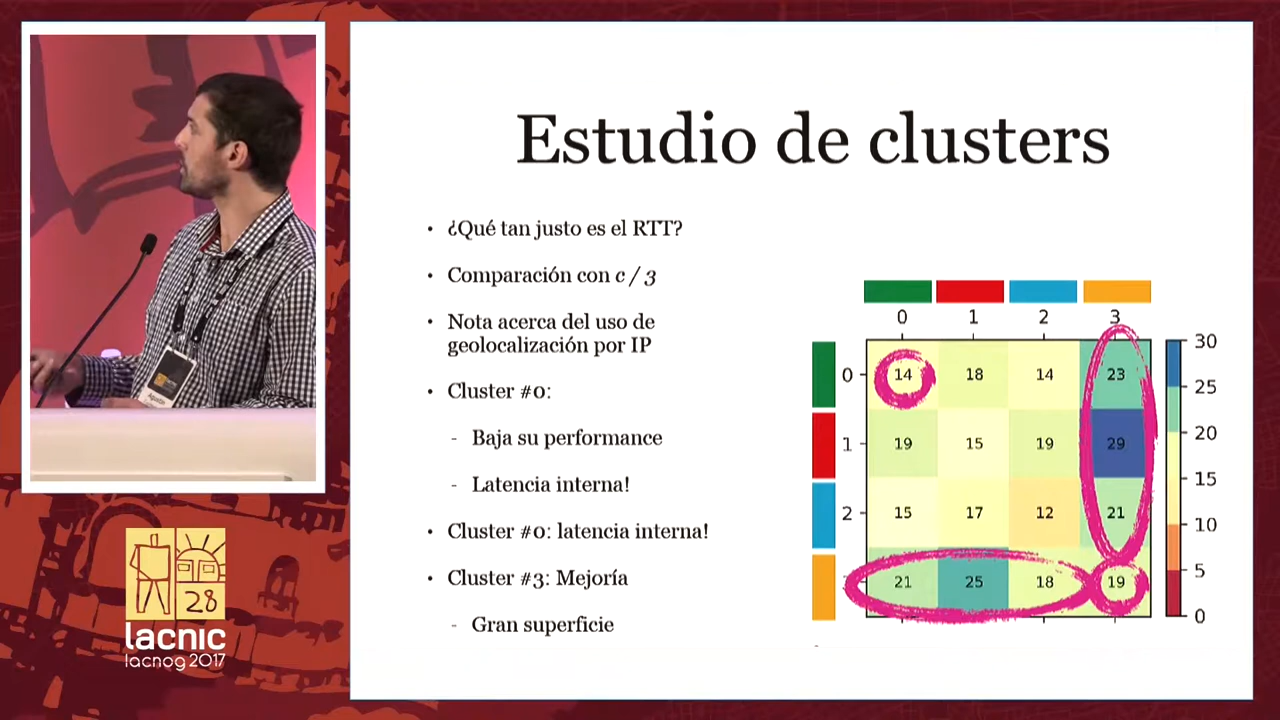 Estudio de clusters
• ¿Qué tan justo es el RTT?
• Comparación con c / 3
• Nota acerca del uso de
geolocalización por IP
• Cluster #0:
- Baja su performance
- Latencia interna!
• Cluster #0: latencia interna!
• Cluster #3: Mejoría
- Gran superficie
0 1 2 3
0 14 18 14 23
1 19 15 19 29
2 15 17 12 21
21 25 18 19
30
25
20
15
10
5
0
Agustín
28
lacnic
lacnog 2017